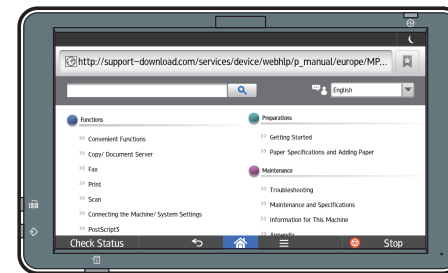 http://support-download.com/services/device/webhlp/p_manual/europe/MP...
English
Functions
>> Convenient Functions
>> Copy/ Document Server
>> Fax
>> Print
>> Scan
>> Connecting the Machine/ System Settings
>> PostScript3
Preparations
>> Getting Started
>> Paper Specifications and Adding Paper
Maintenance
>> Troubleshooting
>> Maintenance and Specifications
>> Information for This Machine
>> Appendix
Check Status
Stop